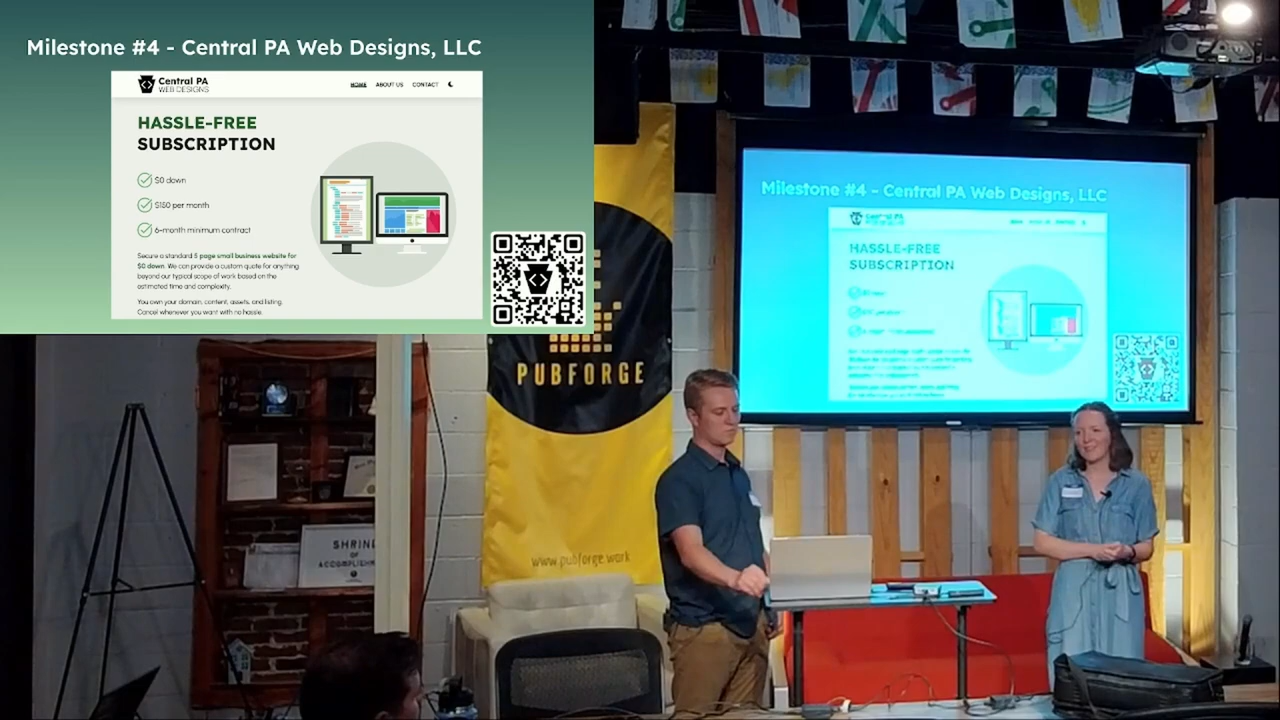 Milestone #4 - Central PA Web Designs, LLC
Central PA
WEB DESIGNS
HOME ABOUT US CONTACT
HASSLE-FREE
SUBSCRIPTION
$0 down
$150 per month
6-month minimum contract
Secure a standard 5 page small business website for
$0 down. We can provide a custom quote for anything
beyond our typical scope of work based on the
estimated time and complexity.
You own your domain, content, assets, and listing.
Cancel whenever you want with no hassle.
PUBFORGE
www.pubforge.work
SHRINE
OF
ACCOMPLISHM
Milestone #4 - Central PA Web Designs, LLC
Central PA
HASSLE-FREE
SUBSCRIPTION